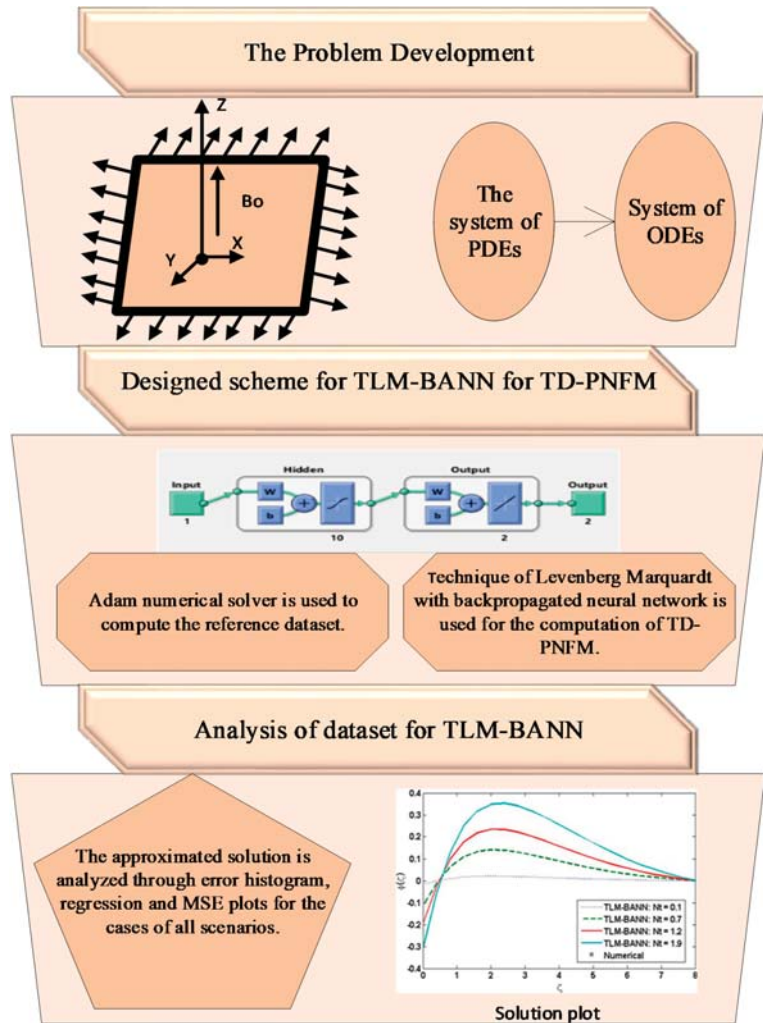 The Problem Development
Z
Bo
X
Y
The
system of
PDEs
System of
ODEs
Designed scheme for TLM-BANN for TD-PNFM
Hidden
Output
Input
Output
W
b
+
W
b
+
1
10
2
2
Adam numerical solver is used to
compute the reference dataset.
Technique of Levenberg Marquardt
with backpropagated neural network is
used for the computation of TD-
PNFM.
Analysis of dataset for TLM-BANN
The approximated solution is
analyzed through error histogram,
regression and MSE plots for the
cases of all scenarios.
0.4
0.3
0.2
0.1
0
-0.1
-0.2
-0.3
-0.4
ϕ(ζ)
TLM-BANN: Nt = 0.1
TLM-BANN: Nt = 0.7
TLM-BANN: Nt = 1.2
TLM-BANN: Nt = 1.9
Numerical
0 1 2 3 4 5 6 7 8
ζ
Solution plot